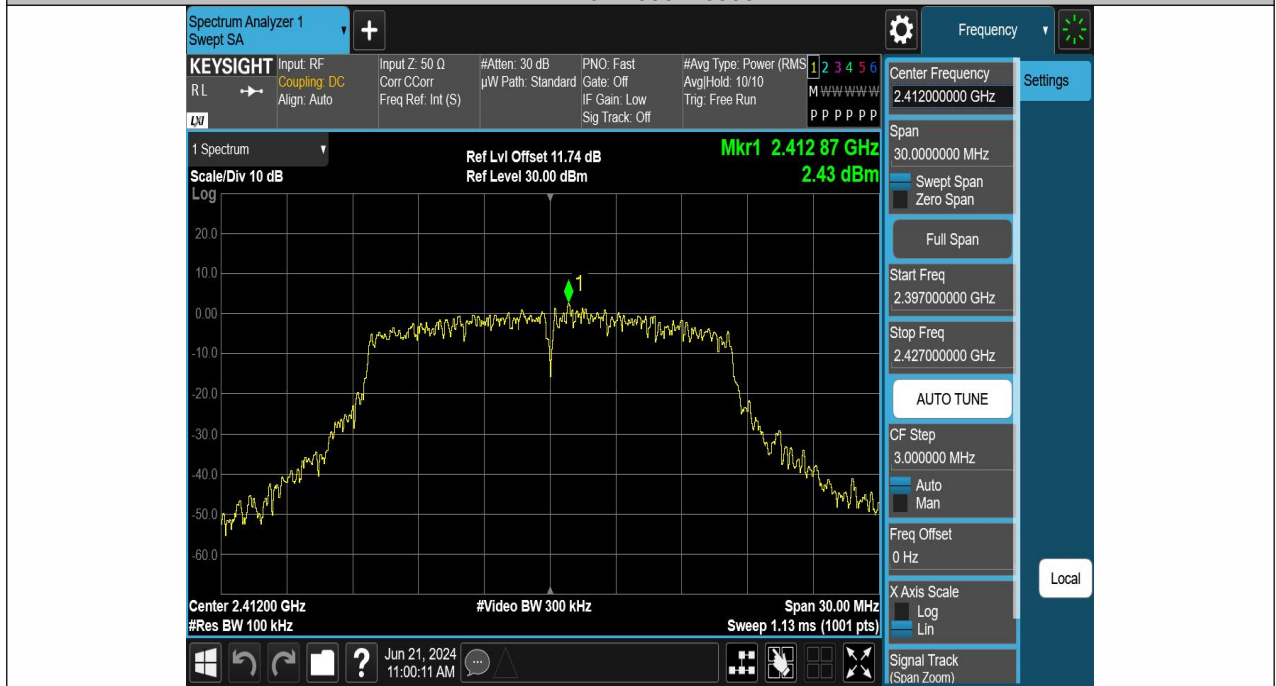 Spectrum Analyzer 1
Swept SA
Frequency
KEYSIGHT
RL
LXI
Input: RF
Coupling: DC
Align: Auto
Input Z: 50 Ω
Corr CCorr
Freq Ref: Int (S)
#Atten: 30 dB
µW Path: Standard
PNO: Fast
Gate: Off
IF Gain: Low
Sig Track: Off
#Avg Type: Power (RMS
Avg|Hold: 10/10
Trig: Free Run
1 2 3 4 5 6
M W W W W W
P P P P P P
1 Spectrum
Scale/Div 10 dB
Log
Ref Lvl Offset 11.74 dB
Ref Level 30.00 dBm
Mkr1 2.412 87 GHz
2.43 dBm
20.0
10.0
0.00
-10.0
-20.0
-30.0
-40.0
-50.0
-60.0
1
Center 2.41200 GHz
#Res BW 100 kHz
#Video BW 300 kHz
Span 30.00 MHz
Sweep 1.13 ms (1001 pts)
Jun 21, 2024
11:00:11 AM
Center Frequency
2.412000000 GHz
Settings
Span
30.0000000 MHz
Swept Span
Zero Span
Full Span
Start Freq
2.397000000 GHz
Stop Freq
2.427000000 GHz
AUTO TUNE
CF Step
3.000000 MHz
Auto
Man
Freq Offset
0 Hz
X Axis Scale
Log
Lin
Local
Signal Track
(Span Zoom)